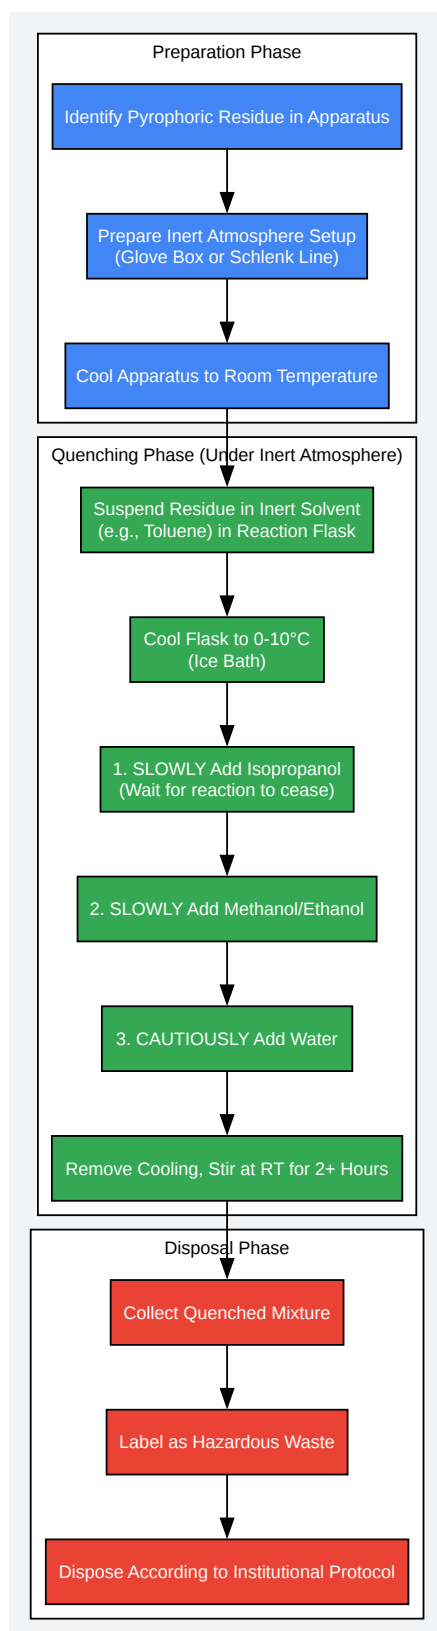 Preparation Phase
Identify Pyrophoric Residue in Apparatus
Prepare Inert Atmosphere Setup
(Glove Box or Schlenk Line)
Cool Apparatus to Room Temperature
Quenching Phase (Under Inert Atmosphere)
Suspend Residue in Inert Solvent
(e.g., Toluene) in Reaction Flask
Cool Flask to 0-10°C
(Ice Bath)
1. SLOWLY Add Isopropanol
(Wait for reaction to cease)
2. SLOWLY Add Methanol/Ethanol
3. CAUTIOUSLY Add Water
Remove Cooling, Stir at RT for 2+ Hours
Disposal Phase
Collect Quenched Mixture
Label as Hazardous Waste
Dispose According to Institutional Protocol